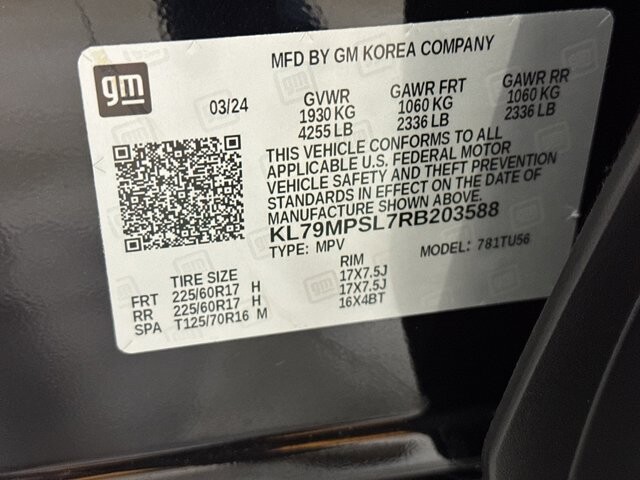 MFD BY GM KOREA COMPANY
gm
03/24
GVWR GAWR FRT GAWR RR
1930 KG 1060 KG 1060 KG
4255 LB 2336 LB 2336 LB
THIS VEHICLE CONFORMS TO ALL
APPLICABLE U.S. FEDERAL MOTOR
VEHICLE SAFETY AND THEFT PREVENTION
STANDARDS IN EFFECT ON THE DATE OF
MANUFACTURE SHOWN ABOVE.
KL79MPSL7RB203588
TYPE: MPV MODEL: 781TU56
TIRE SIZE RIM
FRT 225/60R17 H 17X7.5J
RR 225/60R17 H 17X7.5J
SPA T125/70R16 M 16X4BT